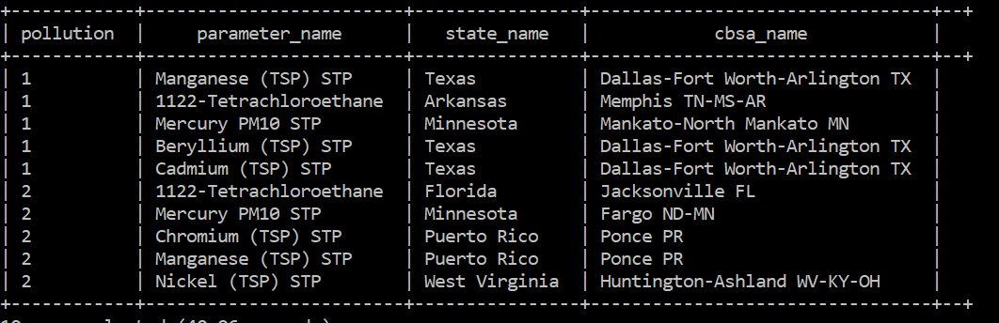 +------------+------------------------+---------------+--------------------------------+--+
| pollution | parameter_name | state_name | cbsa_name |
+------------+------------------------+---------------+--------------------------------+--+
| 1 | Manganese (TSP) STP | Texas | Dallas-Fort Worth-Arlington TX |
| 1 | 1122-Tetrachloroethane | Arkansas | Memphis TN-MS-AR |
| 1 | Mercury PM10 STP | Minnesota | Mankato-North Mankato MN |
| 1 | Beryllium (TSP) STP | Texas | Dallas-Fort Worth-Arlington TX |
| 1 | Cadmium (TSP) STP | Texas | Dallas-Fort Worth-Arlington TX |
| 2 | 1122-Tetrachloroethane | Florida | Jacksonville FL |
| 2 | Mercury PM10 STP | Minnesota | Fargo ND-MN |
| 2 | Chromium (TSP) STP | Puerto Rico | Ponce PR |
| 2 | Manganese (TSP) STP | Puerto Rico | Ponce PR |
| 2 | Nickel (TSP) STP | West Virginia | Huntington-Ashland WV-KY-OH |
+------------+------------------------+---------------+--------------------------------+--+